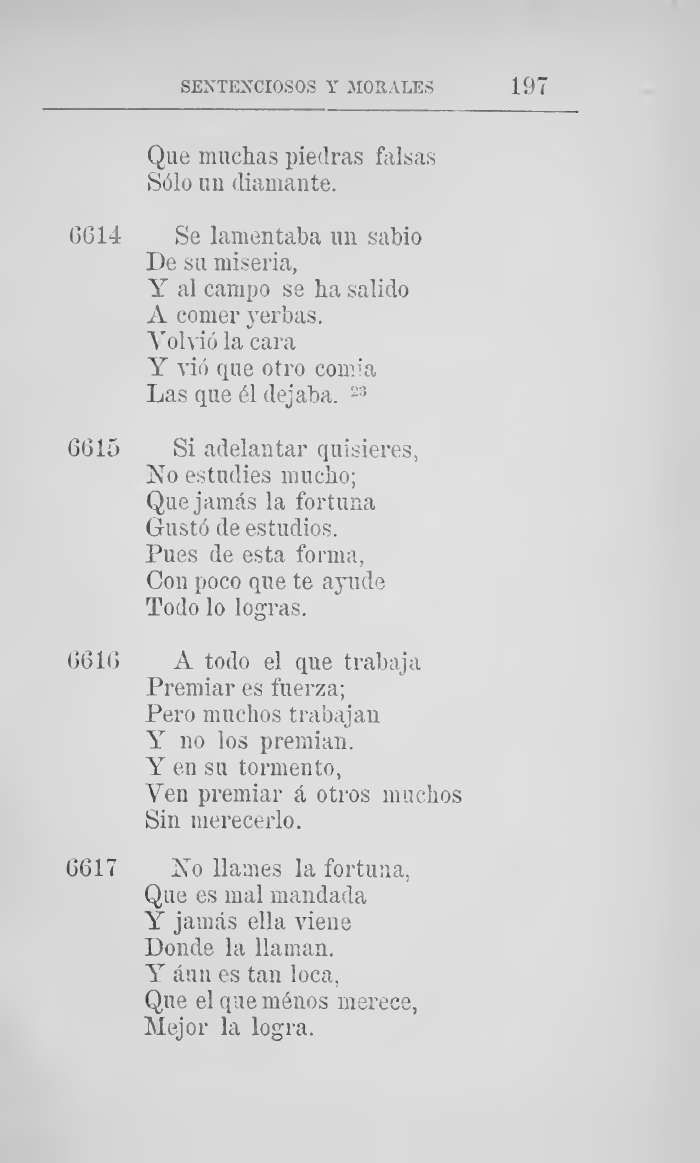 SENTENCIOSOS Y MORALES 197
Que muchas piedras falsas
Sólo un diamante.
6614 Se lamentaba un sabio
De su miseria,
Y al campo se ha salido
A comer yerbas.
Volvió la cara
Y vió que otro comia
Las que él dejaba. 23
6615 Si adelantar quisieres,
No estudies mucho;
Que jamás la fortuna
Gustó de estudios.
Pues de esta forma,
Con poco que te ayude
Todo lo logras.
6616 A todo el que trabaja
Premiar es fuerza;
Pero muchos trabajan
Y no los premian.
Y en su tormento,
Ven premiar á otros muchos
Sin merecerlo.
6617 No llames la fortuna,
Que es mal mandada
Y jamás ella viene
Donde la llaman.
Y áun es tan loca,
Que el que ménos merece,
Mejor la logra.